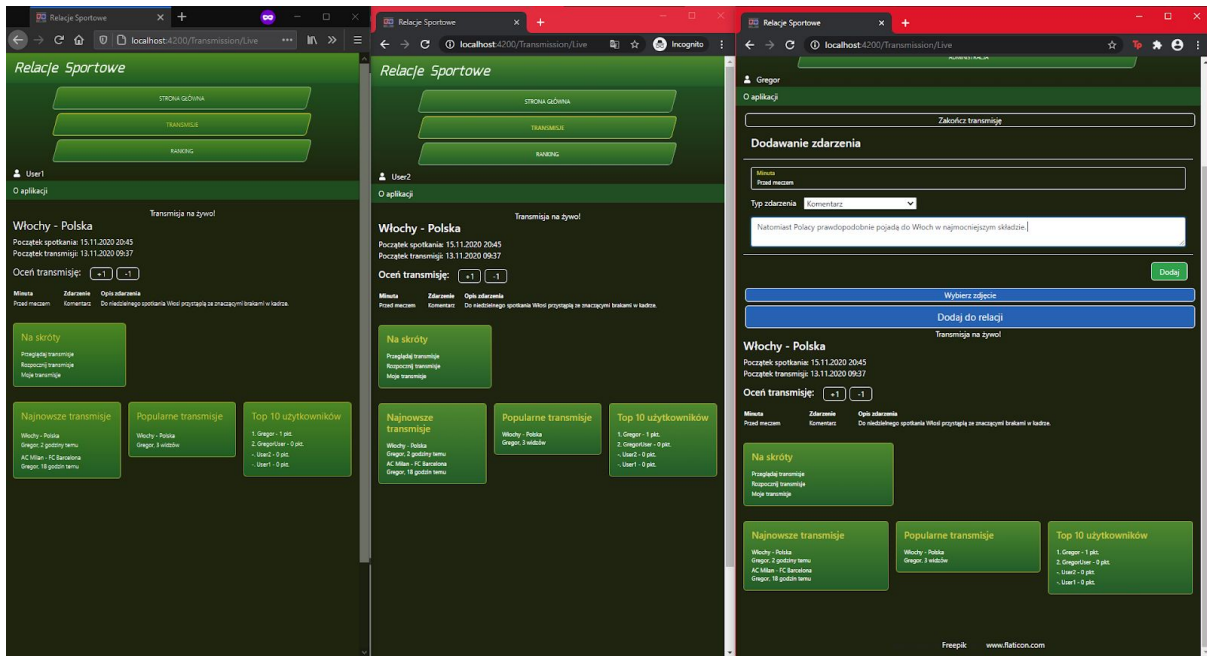 Relacje Sportowe
localhost:4200/Transmission/Live
Relacje Sportowe
STRONA GŁÓWNA
TRANSMISJE
RANKING
User1
O aplikacji
Transmisja na żywo!
Włochy - Polska
Początek spotkania: 15.11.2020 20:45
Początek transmisji: 13.11.2020 09:37
Oceń transmisję: +1 -1
Minuta Zdarzenie Opis zdarzenia
Przed meczem Komentarz Do niedzielnego spotkania Włosi przystąpią ze znaczącymi brakami w kadrze.
Na skróty
Przeglądaj transmisje
Rozpocznij transmisje
Moje transmisje
Najnowsze transmisje
Włochy - Polska
Gregor, 2 godziny temu
AC Milan - FC Barcelona
Gregor, 18 godzin temu
Popularne transmisje
Włochy - Polska
Gregor, 3 widzów
Top 10 użytkowników
1. Gregor - 1 pkt.
2. GregorUser - 0 pkt.
-. User2 - 0 pkt.
-. User1 - 0 pkt.
Relacje Sportowe
localhost:4200/Transmission/Live
Incognito
Relacje Sportowe
STRONA GŁÓWNA
TRANSMISJE
RANKING
User2
O aplikacji
Transmisja na żywo!
Włochy - Polska
Początek spotkania: 15.11.2020 20:45
Początek transmisji: 13.11.2020 09:37
Oceń transmisję: +1 -1
Minuta Zdarzenie Opis zdarzenia
Przed meczem Komentarz Do niedzielnego spotkania Włosi przystąpią ze znaczącymi brakami w kadrze.
Na skróty
Przeglądaj transmisje
Rozpocznij transmisje
Moje transmisje
Najnowsze
transmisje
Włochy - Polska
Gregor, 2 godziny temu
AC Milan - FC Barcelona
Gregor, 18 godzin temu
Popularne transmisje
Włochy - Polska
Gregor, 3 widzów
Top 10 użytkowników
1. Gregor - 1 pkt.
2. GregorUser - 0 pkt.
-. User2 - 0 pkt.
-. User1 - 0 pkt.
Relacje Sportowe
localhost:4200/Transmission/Live
Tp
Gregor
O aplikacji
Zakończ transmisję
Dodawanie zdarzenia
Minuta
Przed meczem
Typ zdarzenia Komentarz
Natomiast Polacy prawdopodobnie pojadą do Włoch w najmocniejszym składzie.
Dodaj
Wybierz zdjęcie
Dodaj do relacji
Transmisja na żywo!
Włochy - Polska
Początek spotkania: 15.11.2020 20:45
Początek transmisji: 13.11.2020 09:37
Oceń transmisję: +1 -1
Minuta Zdarzenie Opis zdarzenia
Przed meczem Komentarz Do niedzielnego spotkania Włosi przystąpią ze znaczącymi brakami w kadrze.
Na skróty
Przeglądaj transmisje
Rozpocznij transmisje
Moje transmisje
Najnowsze transmisje
Włochy - Polska
Gregor, 2 godziny temu
AC Milan - FC Barcelona
Gregor, 18 godzin temu
Popularne transmisje
Włochy - Polska
Gregor, 3 widzów
Top 10 użytkowników
1. Gregor - 1 pkt.
2. GregorUser - 0 pkt.
-. User2 - 0 pkt.
-. User1 - 0 pkt.
Freepik www.flaticon.com